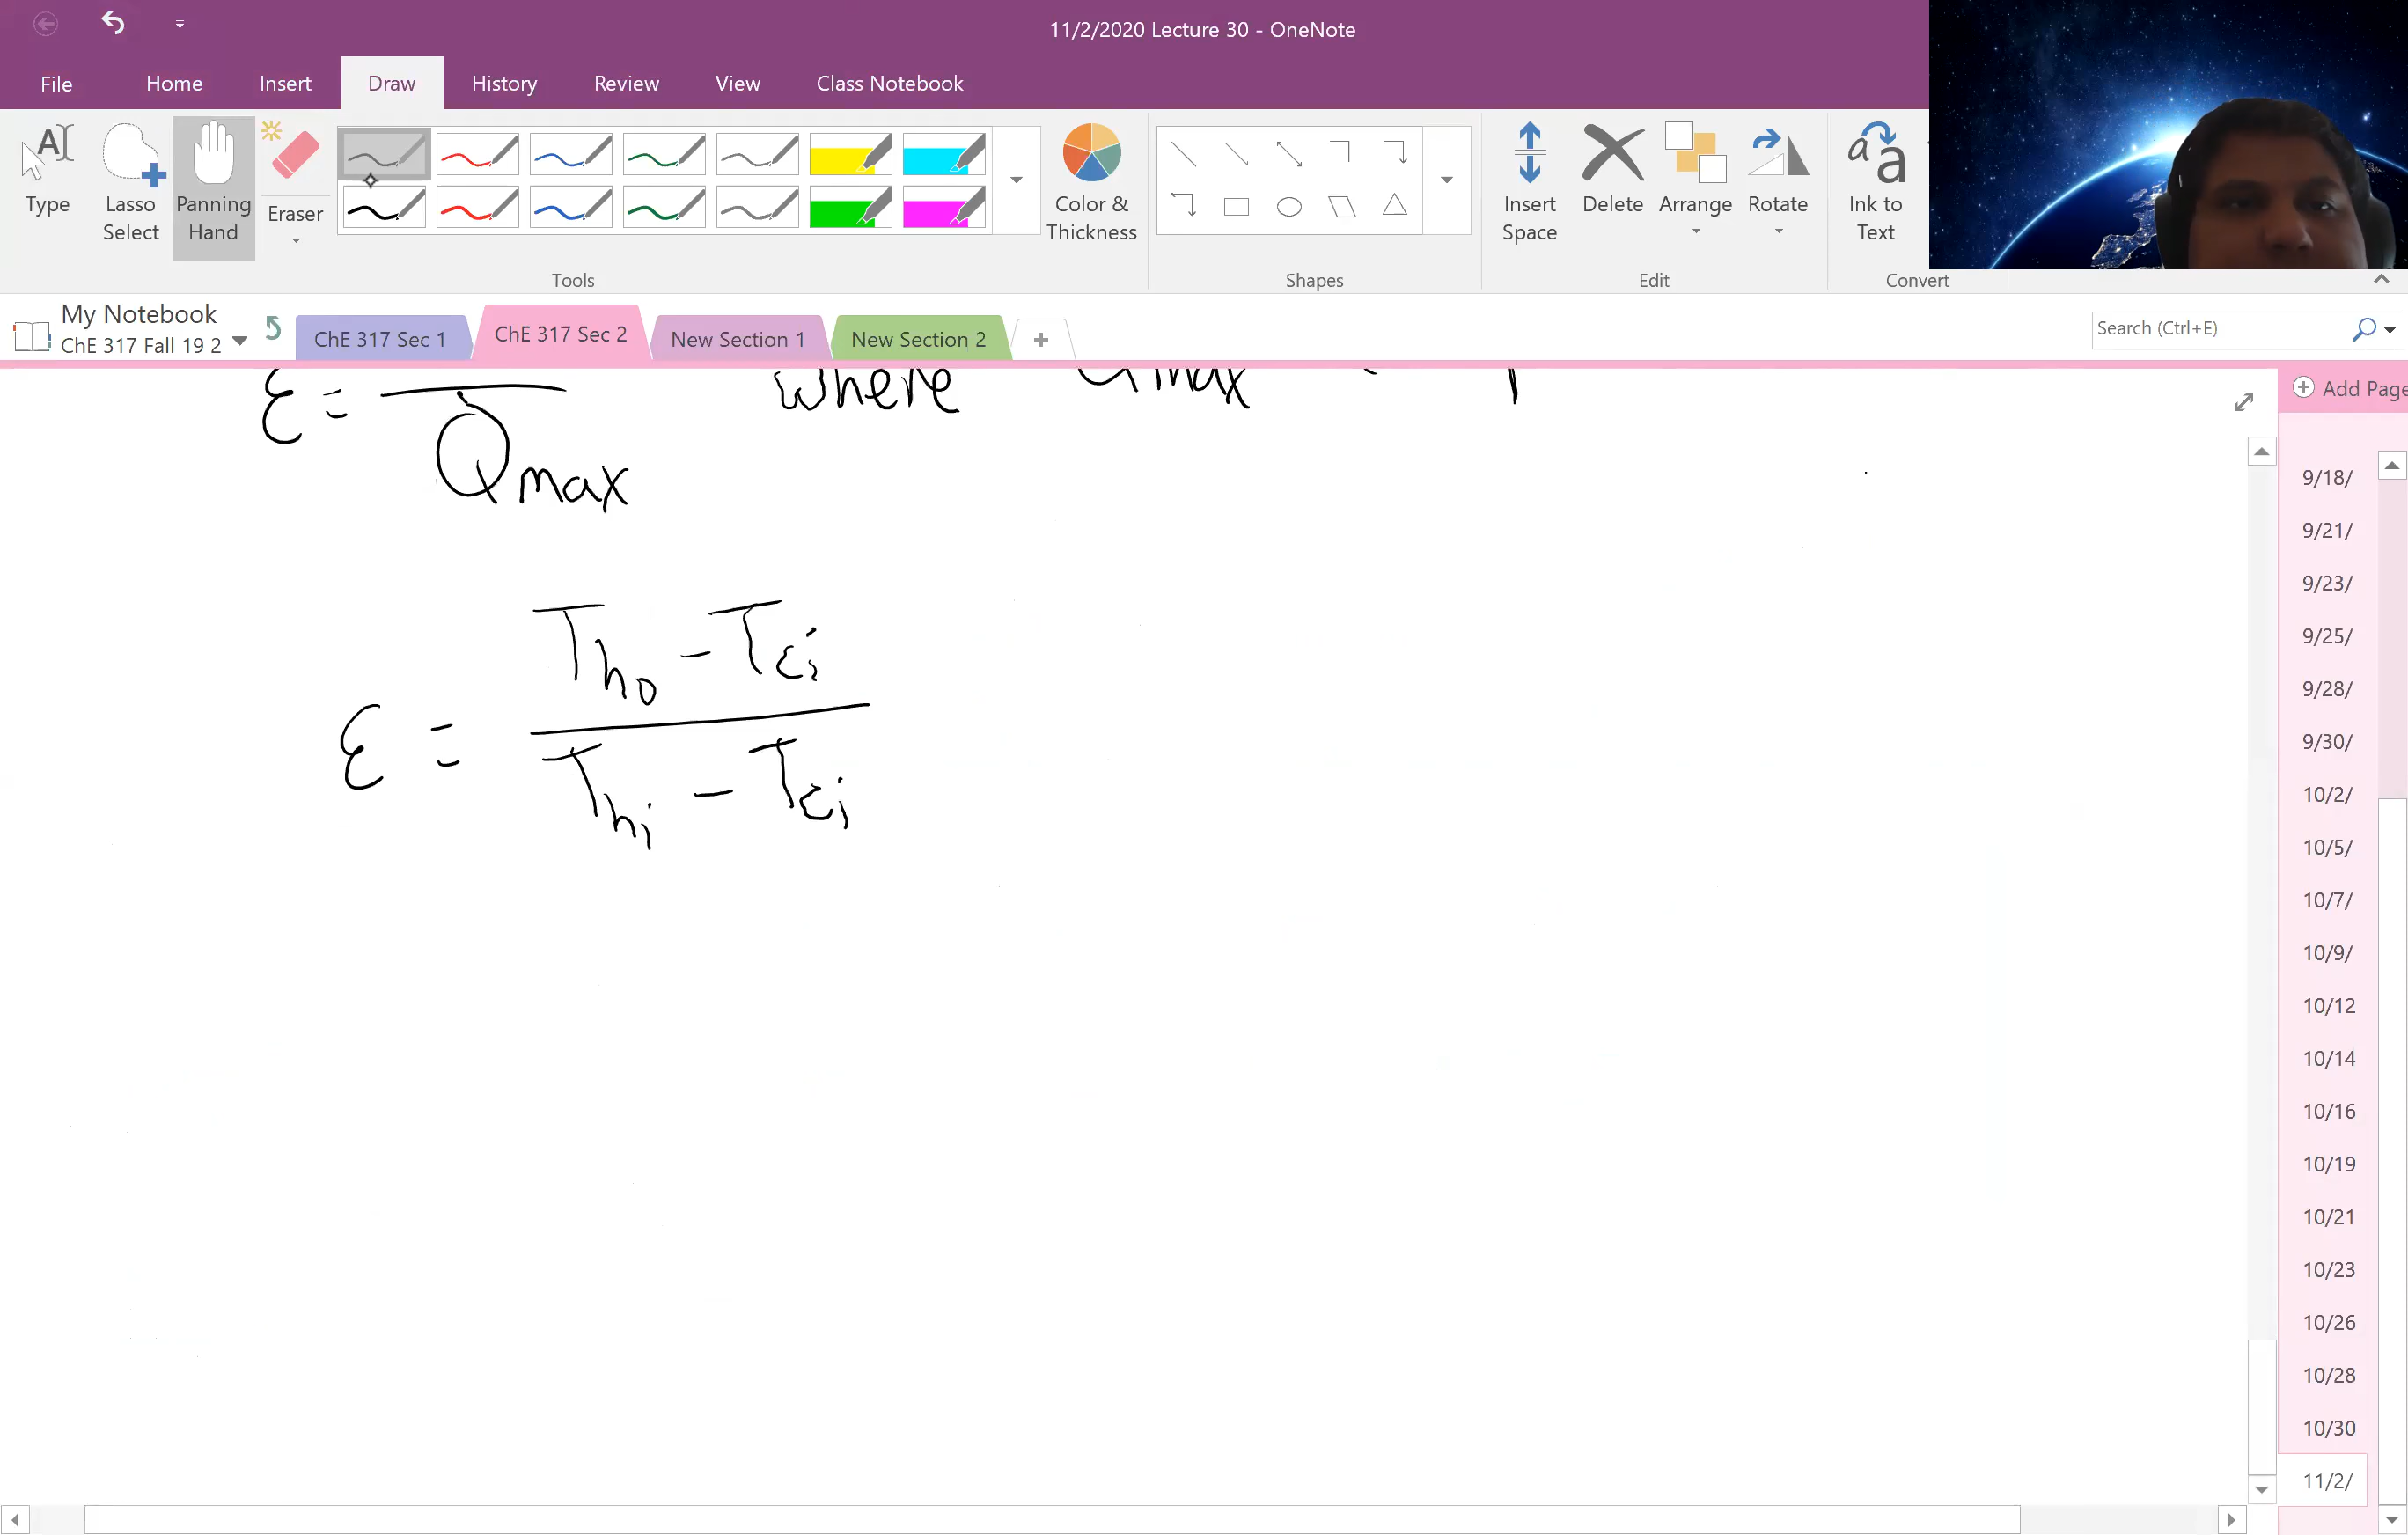 11/2/2020 Lecture 30 - OneNote
File Home Insert Draw History Review View Class Notebook
Type
Lasso Select
Panning Hand
Eraser
Color & Thickness
Insert Space
Delete
Arrange
Rotate
Ink to Text
Tools Shapes Edit Convert
My Notebook
ChE 317 Fall 19 2
ChE 317 Sec 1 ChE 317 Sec 2 New Section 1 New Section 2 +
Search (Ctrl+E)
Add Page
ε = / Q̇max where
ε = (Tho - Tci) / (Thi - Tci)
9/18/
9/21/
9/23/
9/25/
9/28/
9/30/
10/2/
10/5/
10/7/
10/9/
10/12
10/14
10/16
10/19
10/21
10/23
10/26
10/28
10/30
11/2/